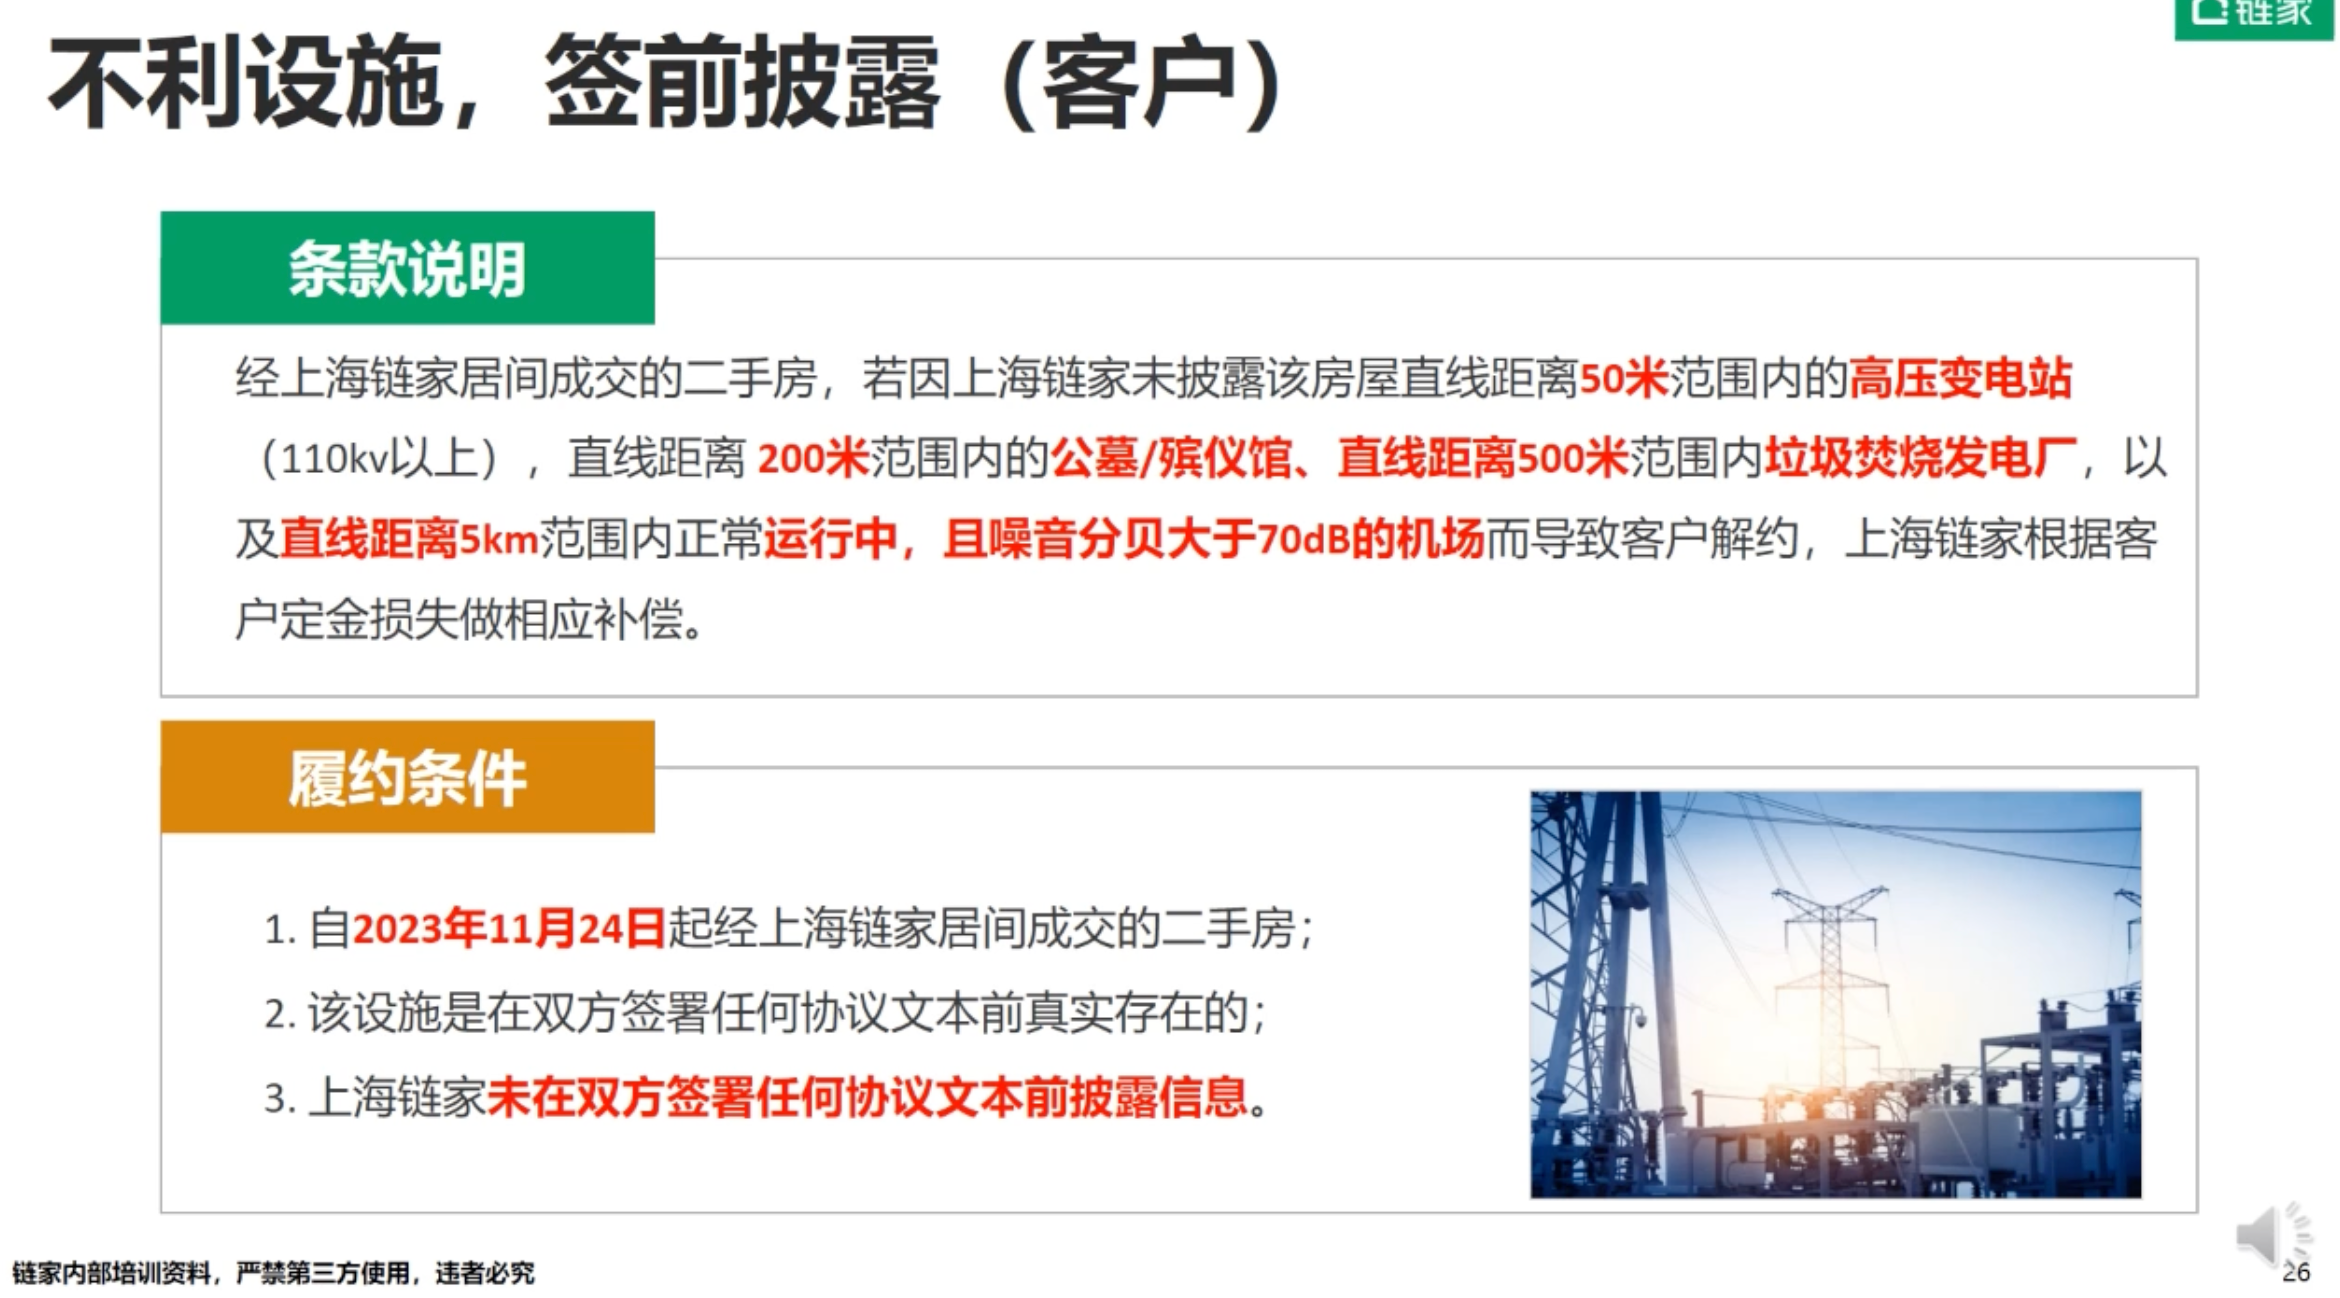 链家
不利设施，签前披露（客户）
条款说明
经上海链家居间成交的二手房，若因上海链家未披露该房屋直线距离50米范围内的高压变电站
（110kv以上），直线距离 200米范围内的公墓/殡仪馆、直线距离500米范围内垃圾焚烧发电厂，以
及直线距离5km范围内正常运行中，且噪音分贝大于70dB的机场而导致客户解约，上海链家根据客
户定金损失做相应补偿。
履约条件
1. 自2023年11月24日起经上海链家居间成交的二手房；
2. 该设施是在双方签署任何协议文本前真实存在的；
3. 上海链家未在双方签署任何协议文本前披露信息。
链家内部培训资料，严禁第三方使用，违者必究
26